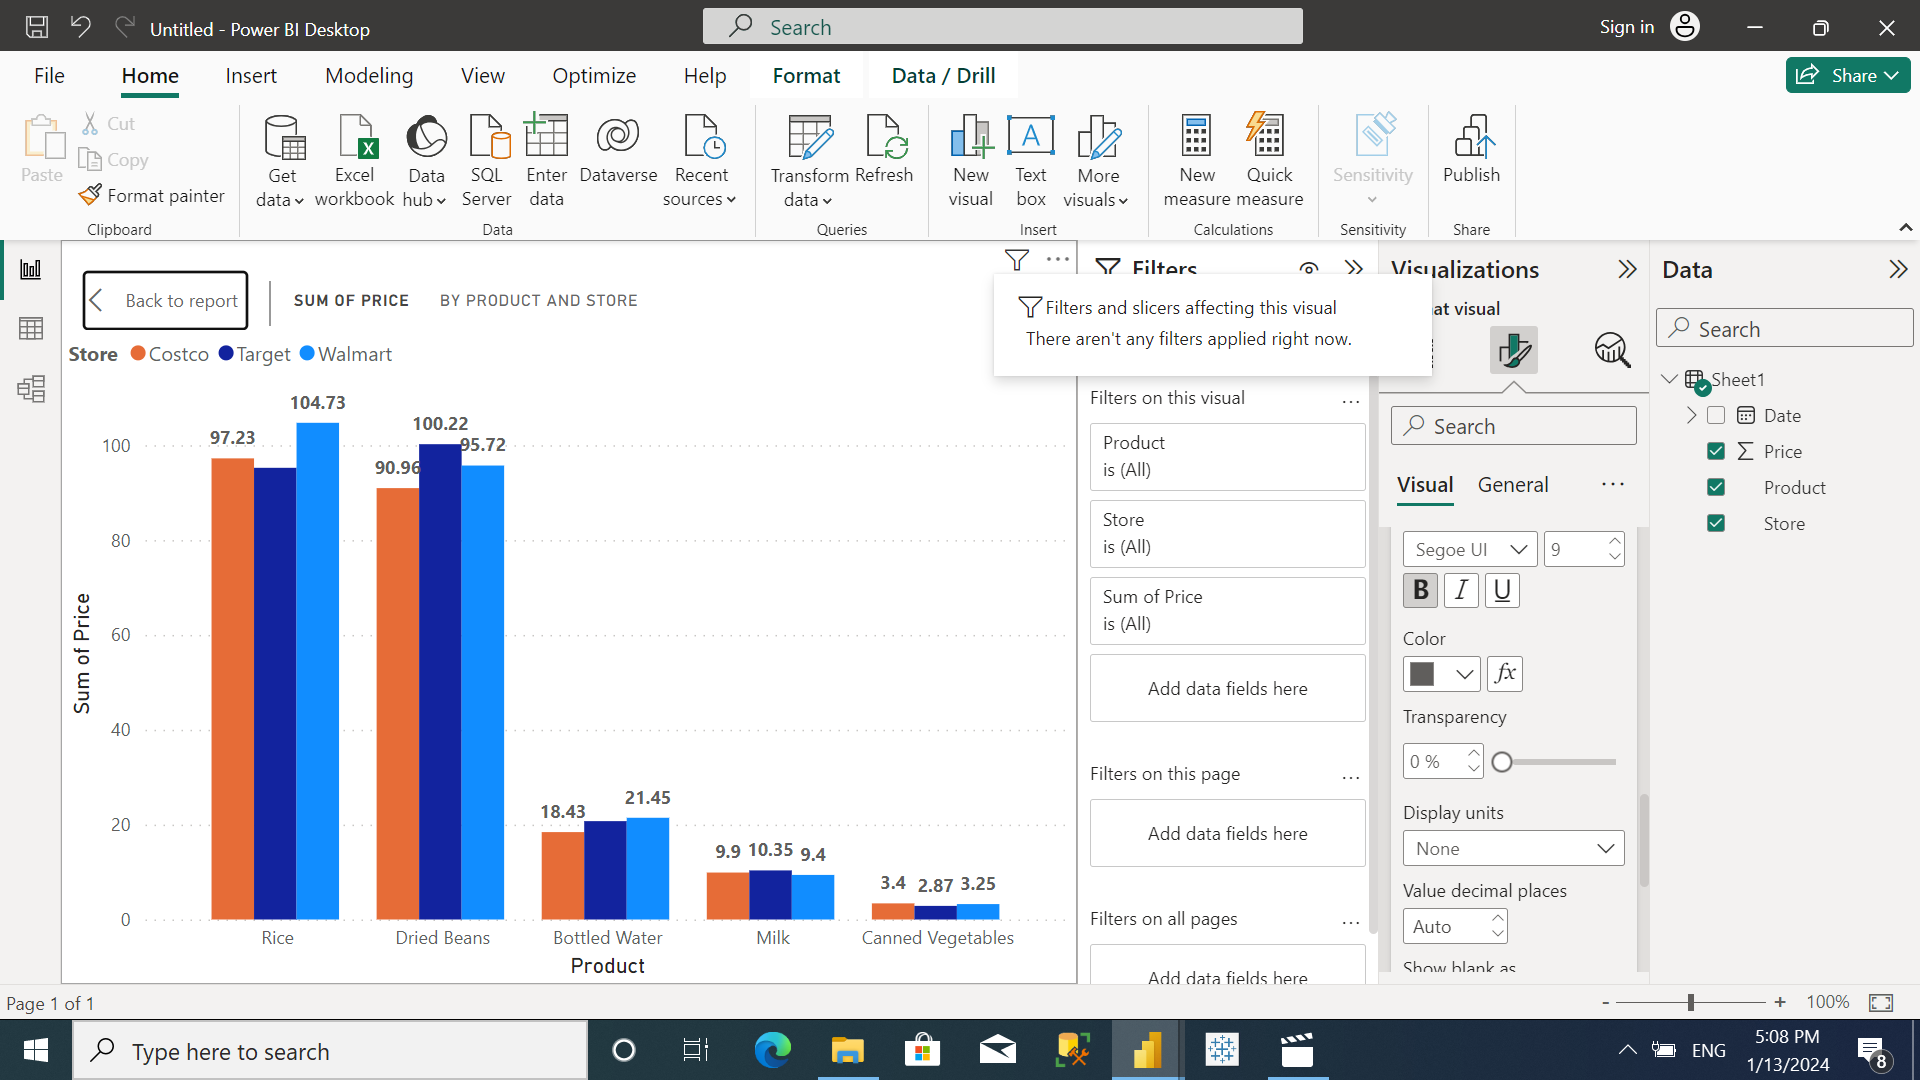 Untitled - Power BI Desktop
Search
Sign in
File
Home
Insert
Modeling
View
Optimize
Help
Format
Data / Drill
Share
Paste
Cut
Copy
Format painter
Get data
Excel workbook
Data hub
SQL Server
Enter data
Dataverse
Recent sources
Transform data
Refresh
New visual
Text box
More visuals
New measure
Quick measure
Sensitivity
Publish
Clipboard
Data
Queries
Insert
Calculations
Sensitivity
Share
Back to report
SUM OF PRICE
BY PRODUCT AND STORE
Store
Costco
Target
Walmart
104.73
97.23
100.22
95.72
90.96
18.43
21.45
9.9
10.35
9.4
3.4
2.87
3.25
100
80
60
40
20
0
Sum of Price
Rice
Dried Beans
Bottled Water
Milk
Canned Vegetables
Product
Filters
Filters and slicers affecting this visual
There aren't any filters applied right now.
Filters on this visual
Product
is (All)
Store
is (All)
Sum of Price
is (All)
Add data fields here
Filters on this page
Add data fields here
Filters on all pages
Add data fields here
Visualizations
at visual
Search
Visual
General
Segoe UI
9
B
I
U
Color
fx
Transparency
0 %
Display units
None
Value decimal places
Auto
Show blank as
Data
Search
Sheet1
Date
Price
Product
Store
Page 1 of 1
- + 100%
Type here to search
ENG
5:08 PM
1/13/2024
8